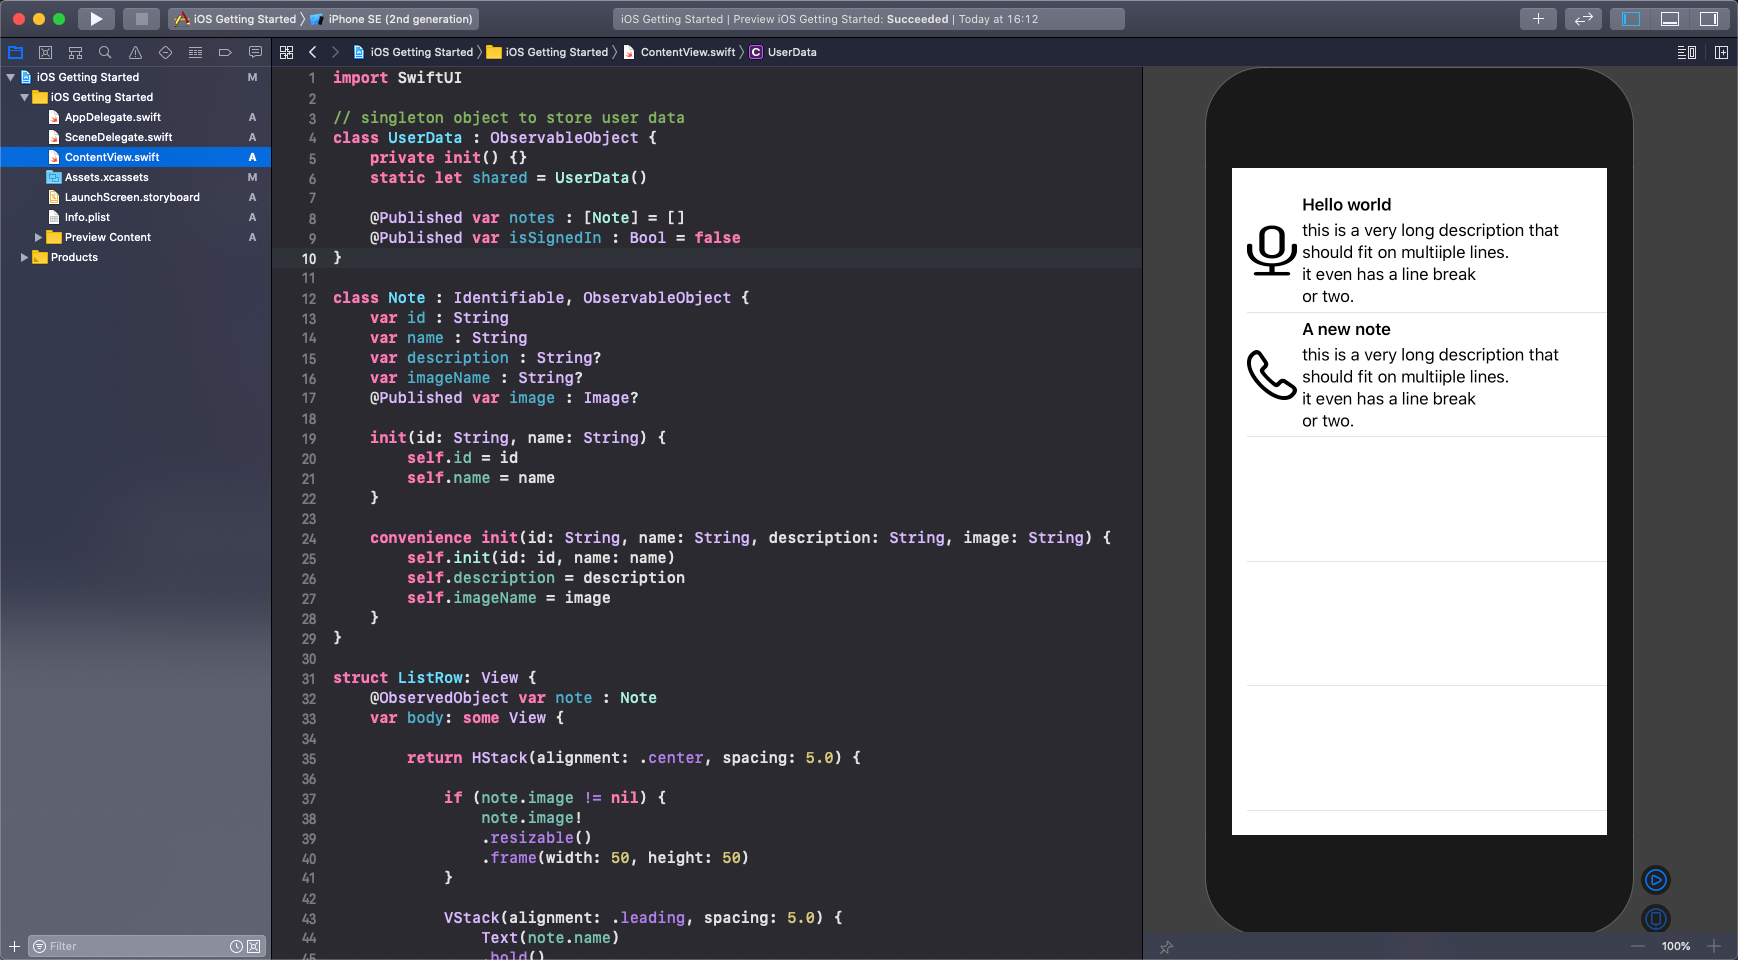 iOS Getting Started
iPhone SE (2nd generation)
iOS Getting Started | Preview iOS Getting Started: Succeeded | Today at 16:12
iOS Getting Started
iOS Getting Started
ContentView.swift
C UserData
iOS Getting Started M
iOS Getting Started
AppDelegate.swift A
SceneDelegate.swift A
ContentView.swift A
Assets.xcassets M
LaunchScreen.storyboard A
Info.plist A
Preview Content A
Products
Filter
1 import SwiftUI
2
3 // singleton object to store user data
4 class UserData : ObservableObject {
5 private init() {}
6 static let shared = UserData()
7
8 @Published var notes : [Note] = []
9 @Published var isSignedIn : Bool = false
10 }
11
12 class Note : Identifiable, ObservableObject {
13 var id : String
14 var name : String
15 var description : String?
16 var imageName : String?
17 @Published var image : Image?
18
19 init(id: String, name: String) {
20 self.id = id
21 self.name = name
22 }
23
24 convenience init(id: String, name: String, description: String, image: String) {
25 self.init(id: id, name: name)
26 self.description = description
27 self.imageName = image
28 }
29 }
30
31 struct ListRow: View {
32 @ObservedObject var note : Note
33 var body: some View {
34
35 return HStack(alignment: .center, spacing: 5.0) {
36
37 if (note.image != nil) {
38 note.image!
39 .resizable()
40 .frame(width: 50, height: 50)
41 }
42
43 VStack(alignment: .leading, spacing: 5.0) {
44 Text(note.name)
45 .bold()
Hello world
this is a very long description that
should fit on multiiple lines.
it even has a line break
or two.
A new note
this is a very long description that
should fit on multiiple lines.
it even has a line break
or two.
100%